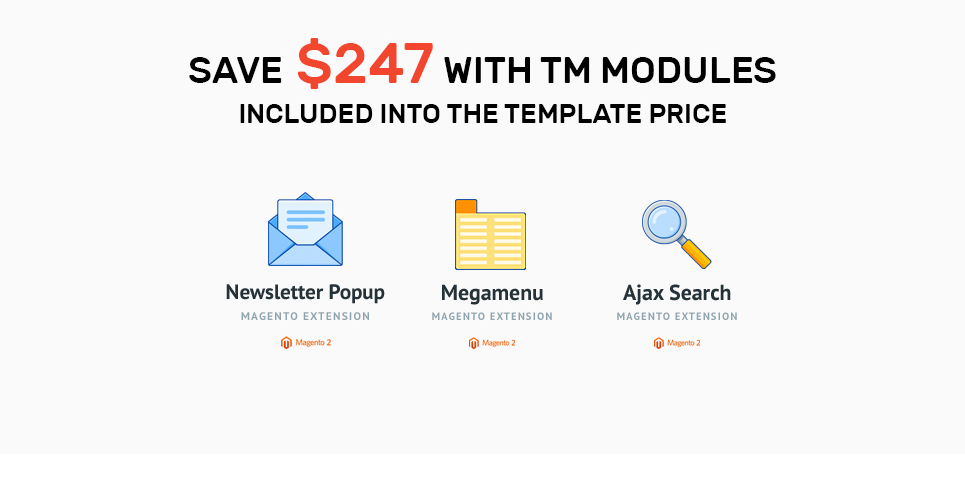 SAVE $247 WITH TM MODULES
INCLUDED INTO THE TEMPLATE PRICE
Newsletter Popup
MAGENTO EXTENSION
Magento 2
Megamenu
MAGENTO EXTENSION
Magento 2
Ajax Search
MAGENTO EXTENSION
Magento 2